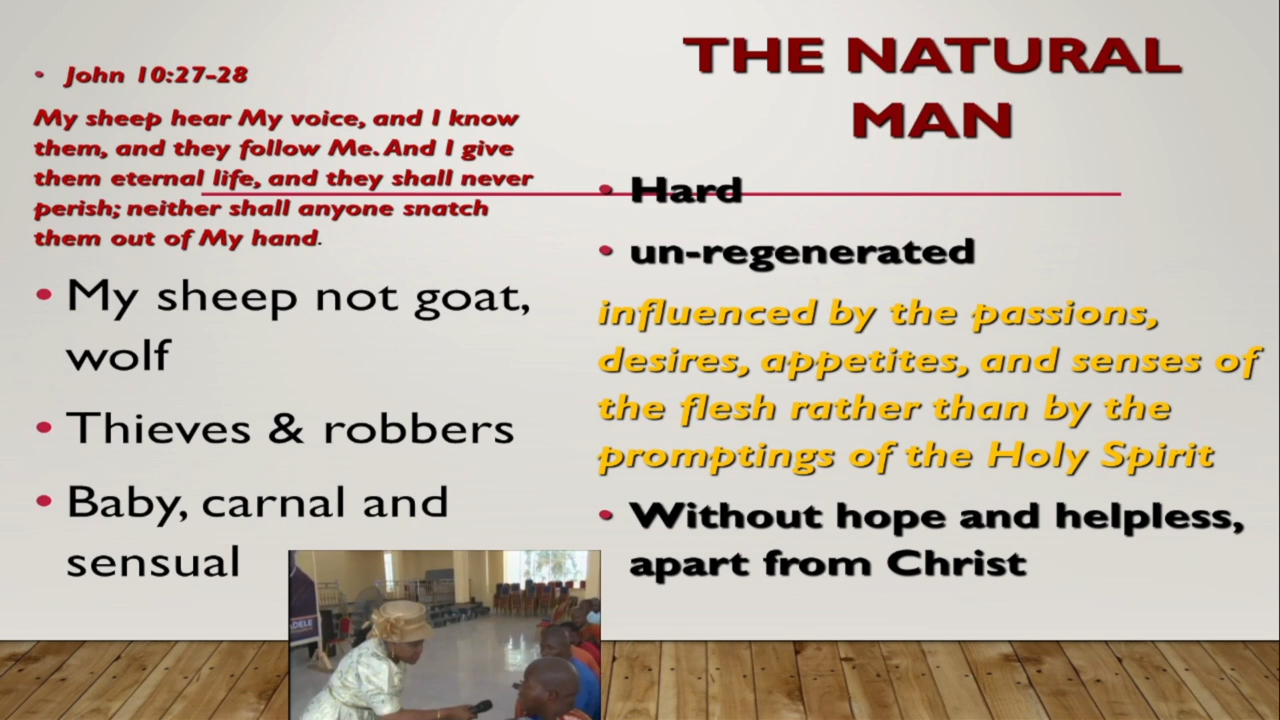 • John 10:27-28
My sheep hear My voice, and I know
them, and they follow Me. And I give
them eternal life, and they shall never
perish; neither shall anyone snatch
them out of My hand.
• My sheep not goat,
wolf
• Thieves & robbers
• Baby, carnal and
sensual
THE NATURAL
MAN
• Hard
• un-regenerated
influenced by the passions,
desires, appetites, and senses of
the flesh rather than by the
promptings of the Holy Spirit
• Without hope and helpless,
apart from Christ
ADELE